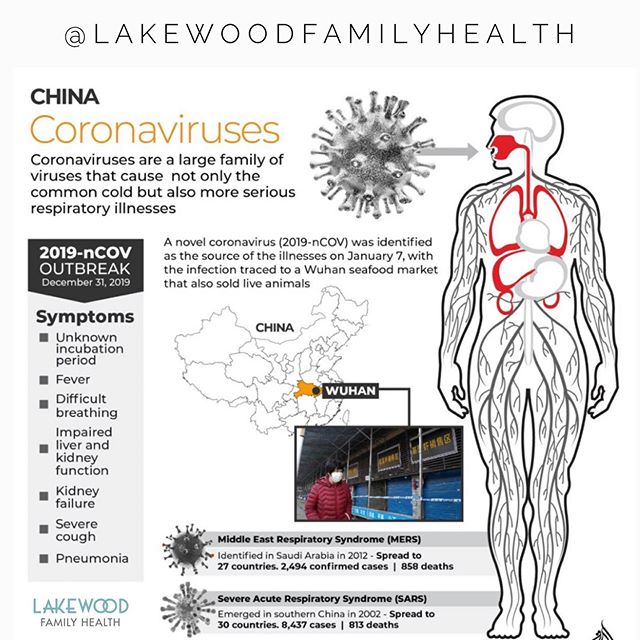 @LAKEWOODFAMILYHEALTH
CHINA
Coronaviruses
Coronaviruses are a large family of
viruses that cause not only the
common cold but also more serious
respiratory illnesses
2019-nCOV
OUTBREAK
December 31, 2019
Symptoms
Unknown
incubation
period
Fever
Difficult
breathing
Impaired
liver and
kidney
function
Kidney
failure
Severe
cough
Pneumonia
A novel coronavirus (2019-nCOV) was identified
as the source of the illnesses on January 7, with
the infection traced to a Wuhan seafood market
that also sold live animals
CHINA
WUHAN
Middle East Respiratory Syndrome (MERS)
Identified in Saudi Arabia in 2012 - Spread to
27 countries. 2,494 confirmed cases | 858 deaths
Severe Acute Respiratory Syndrome (SARS)
Emerged in southern China in 2002 - Spread to
30 countries. 8,437 cases | 813 deaths
LAKEWOOD
FAMILY HEALTH